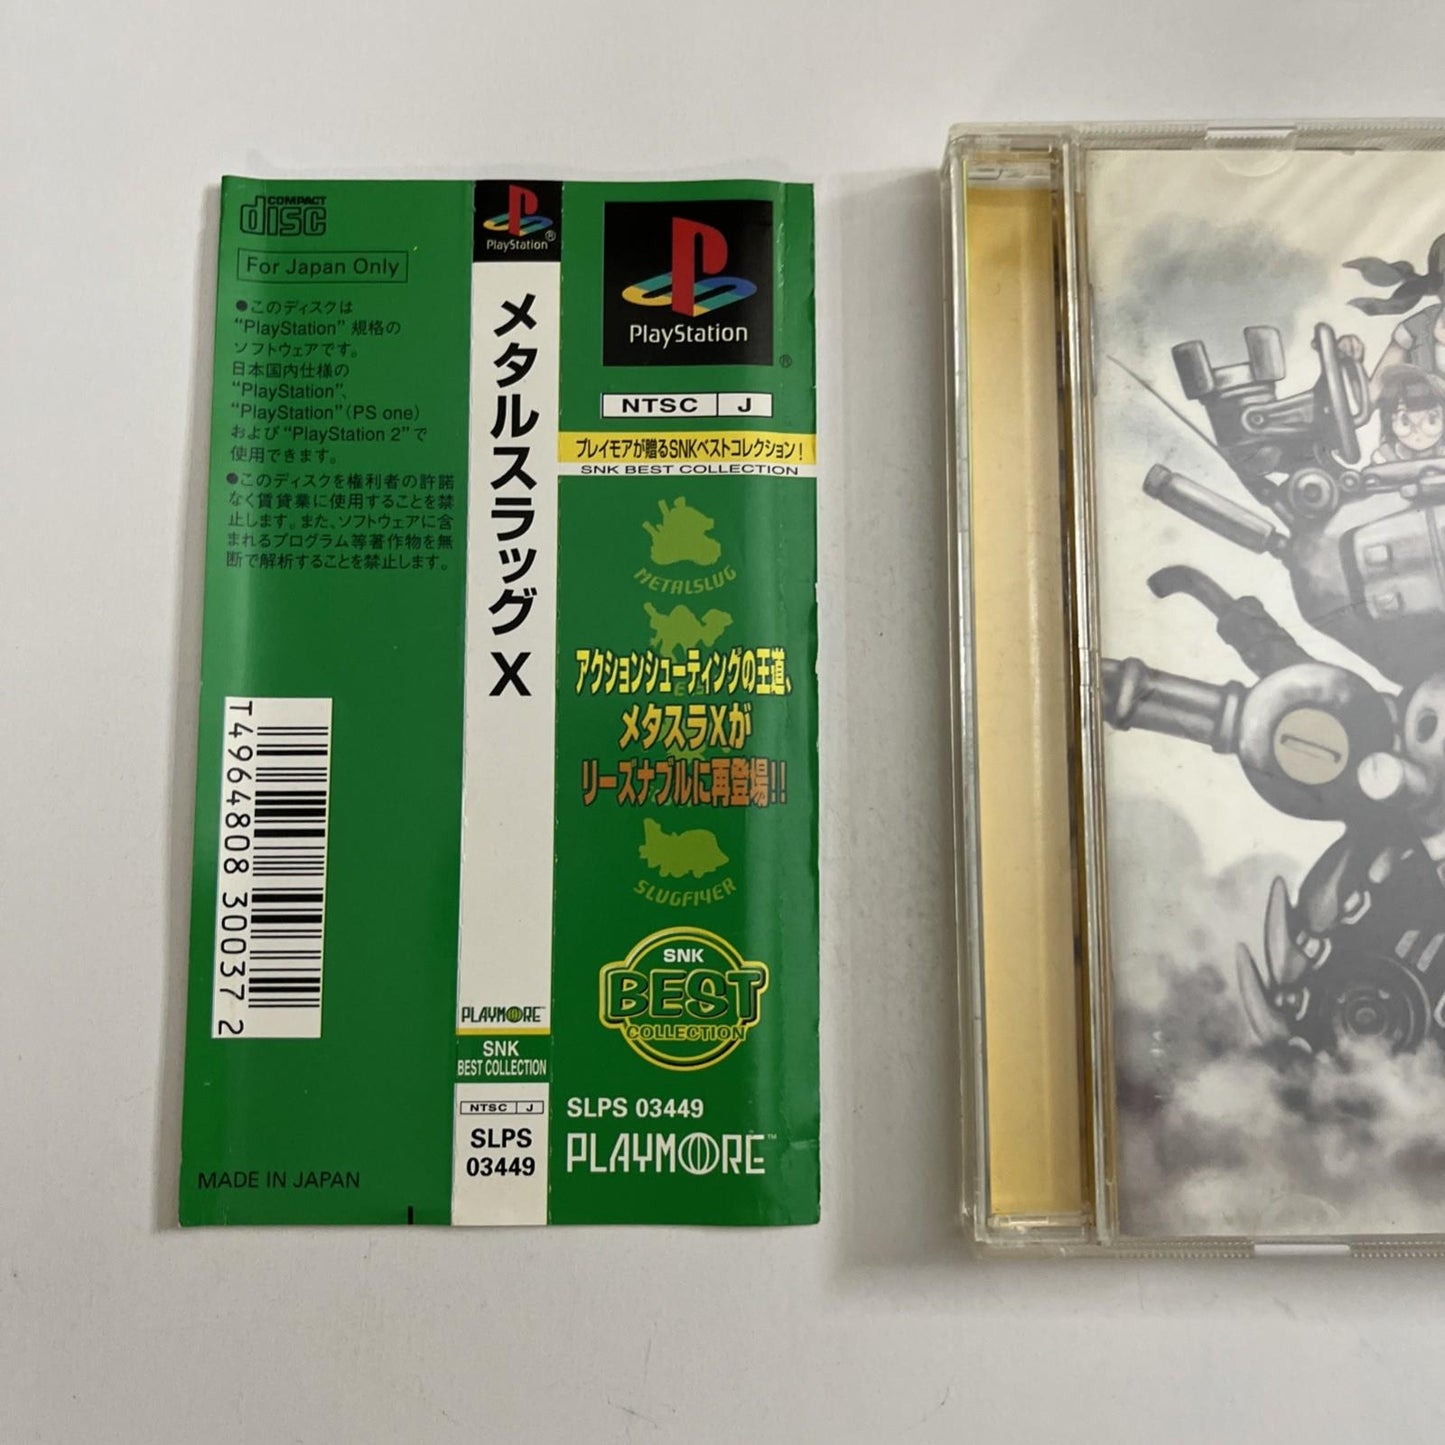 COMPACT
disc
For Japan Only
●このディスクは
“PlayStation” 規格の
ソフトウェアです。
日本国内仕様の
“PlayStation”、
“PlayStation”(PS one)
および “PlayStation 2” で
使用できます。
●このディスクを権利者の許諾
なく賃貸業に使用することを禁
止します。また、ソフトウェアに含
まれるプログラム等著作物を無
断で解析することを禁止します。
T4964808 30037 2
MADE IN JAPAN
PlayStation®
メタルスラッグ X
PLAYMORE™
SNK
BEST COLLECTION
NTSC J
SLPS
03449
PlayStation
®
NTSC J
プレイモアが贈るSNKベストコレクション!
SNK BEST COLLECTION
METALSLUG
アクションシューティングの王道、
メタスラXが
リーズナブルに再登場!!
SLUGFLYER
SNK
BEST
COLLECTION
SLPS 03449
PLAYMORE™